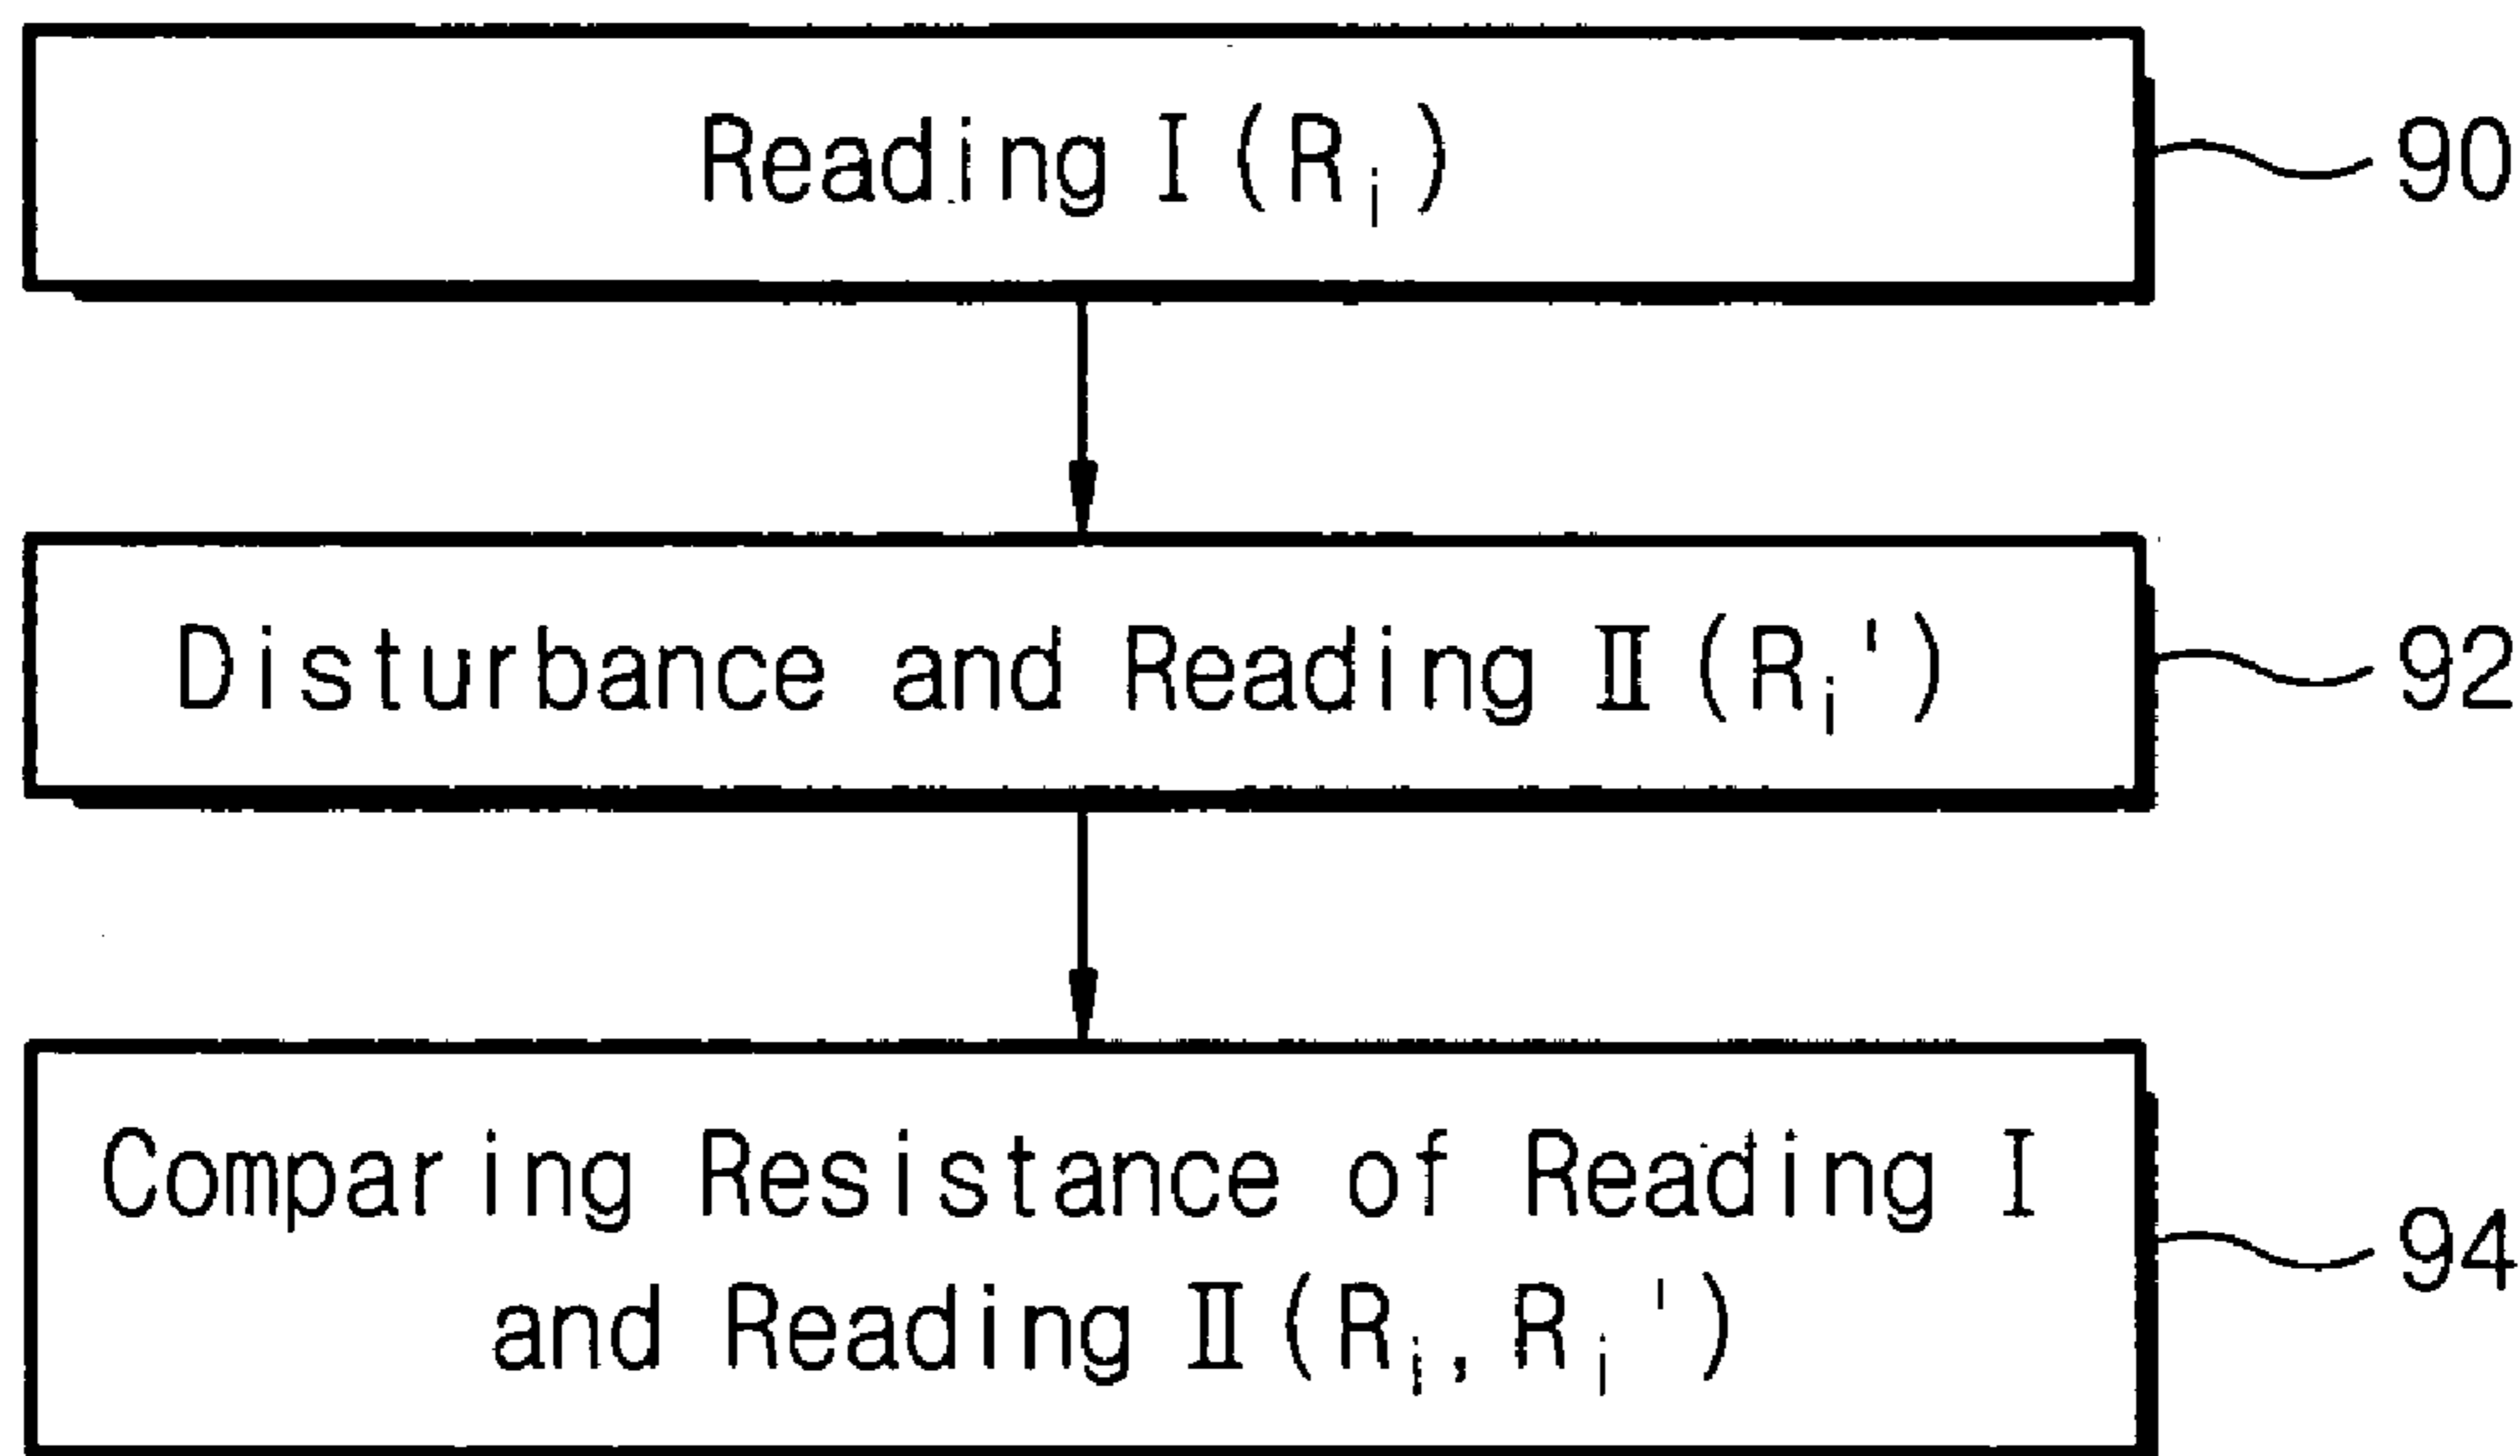 Reading I (Ri) 90
Disturbance and Reading II (Ri') 92
Comparing Resistance of Reading I
and Reading II (Ri, Ri') 94